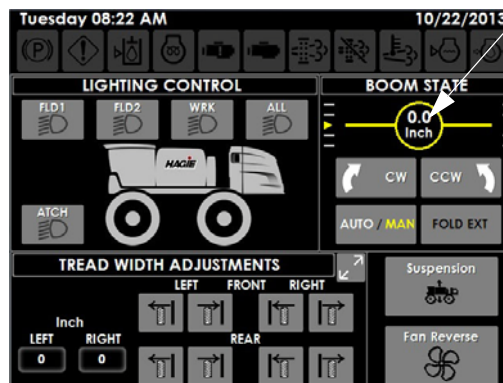 Tuesday 08:22 AM 10/22/2013
LIGHTING CONTROL
FLD1 FLD2 WRK ALL
HAGIE
ATCH
BOOM STATE
0.0
Inch
CW CCW
AUTO / MAN FOLD EXT
TREAD WIDTH ADJUSTMENTS
LEFT FRONT RIGHT
Inch
LEFT RIGHT
0 0
REAR
Suspension
Fan Reverse